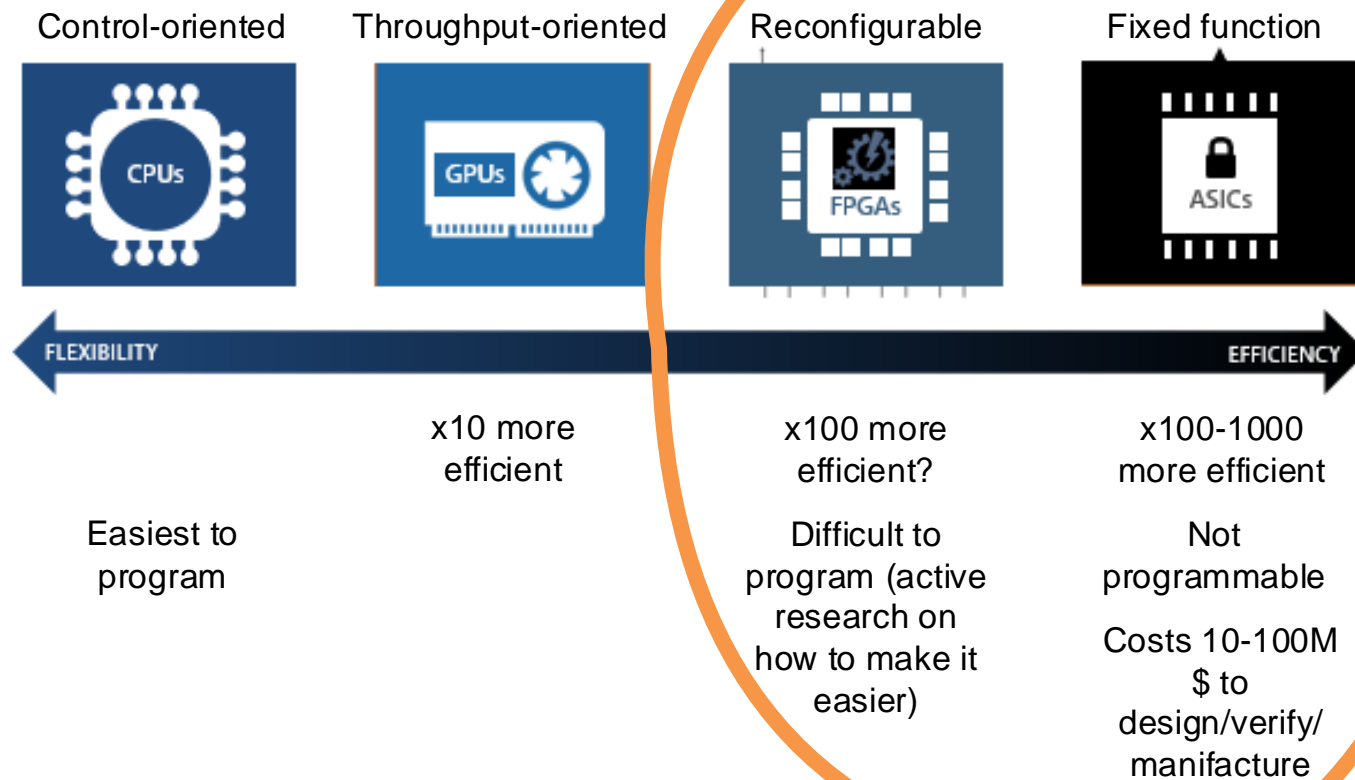 Control-oriented
Throughput-oriented
Reconfigurable
Fixed function
CPUs
GPUs
FPGAs
ASICs
FLEXIBILITY
EFFICIENCY
x10 more
efficient
x100 more
efficient?
x100-1000
more efficient
Easiest to
program
Difficult to
program (active
research on
how to make it
easier)
Not
programmable
Costs 10-100M
$ to
design/verify/
manifacture